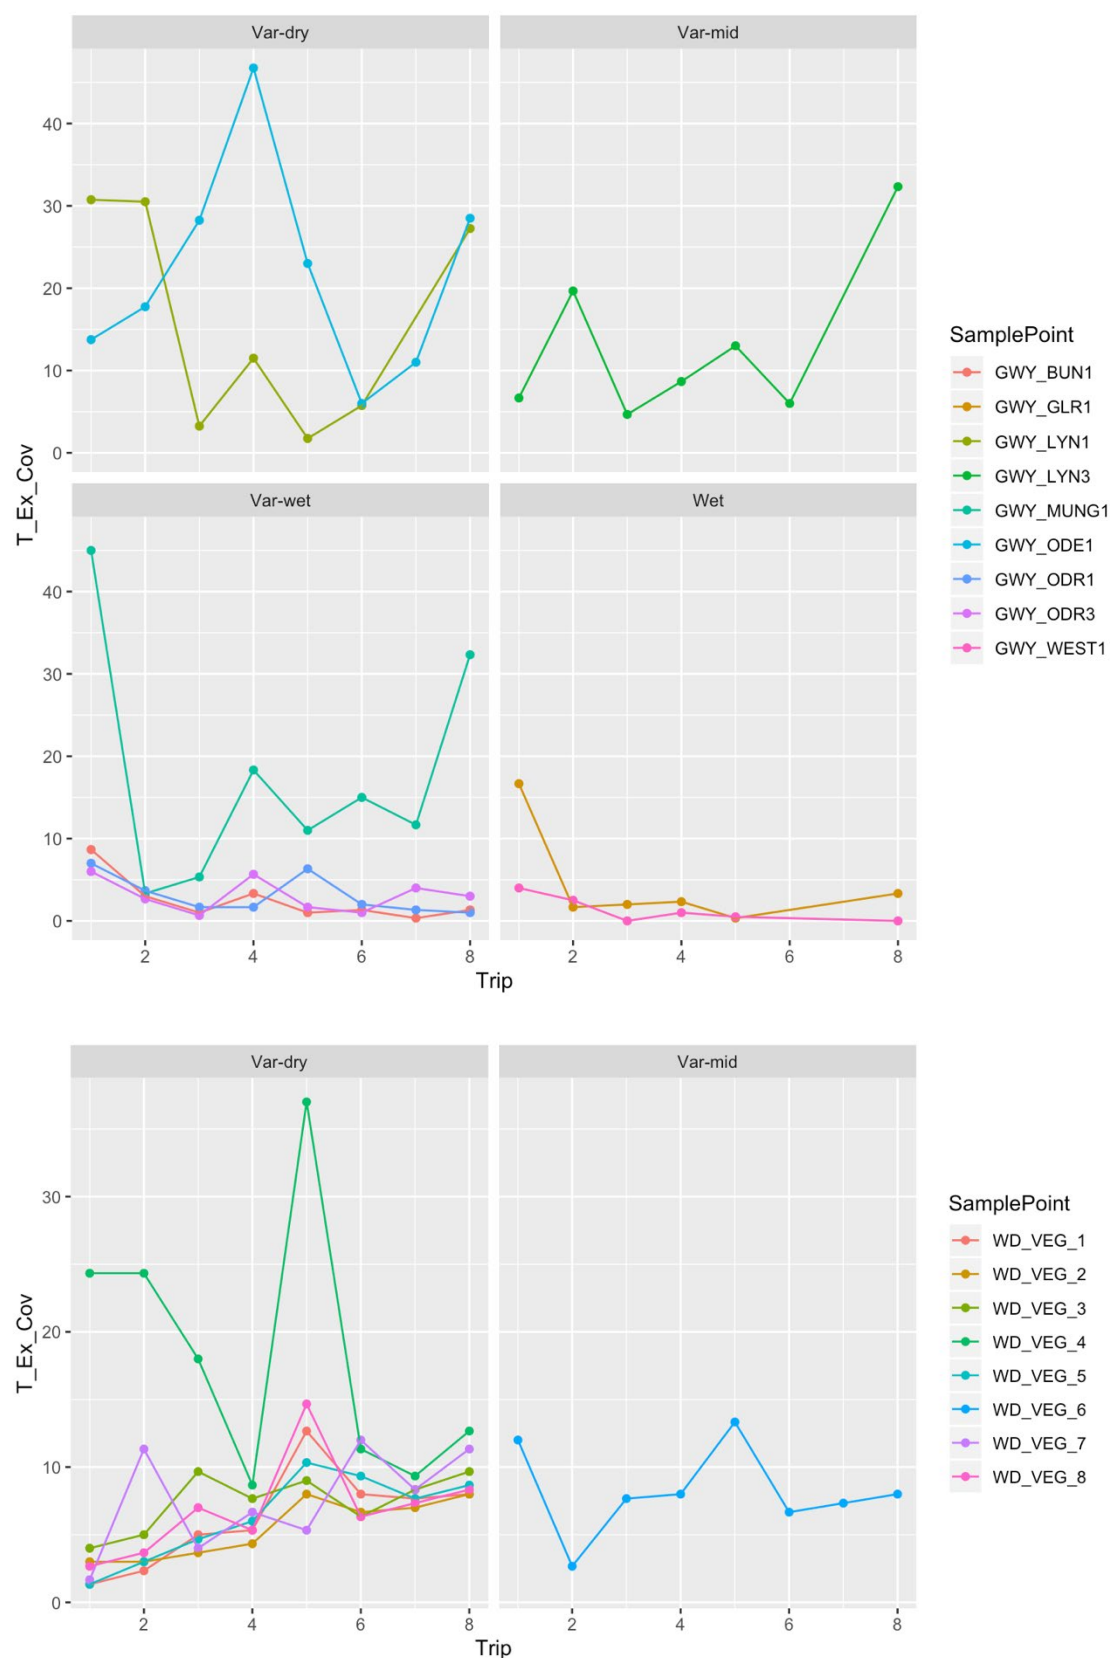 Var-dry
Var-mid
40
30
20
10
0
Var-wet
Wet
40
30
20
10
0
2
4
6
8
2
4
6
8
T_Ex_Cov
Trip
SamplePoint
GWY_BUN1
GWY_GLR1
GWY_LYN1
GWY_LYN3
GWY_MUNG1
GWY_ODE1
GWY_ODR1
GWY_ODR3
GWY_WEST1
Var-dry
Var-mid
30
20
10
0
2
4
6
8
2
4
6
8
T_Ex_Cov
Trip
SamplePoint
WD_VEG_1
WD_VEG_2
WD_VEG_3
WD_VEG_4
WD_VEG_5
WD_VEG_6
WD_VEG_7
WD_VEG_8